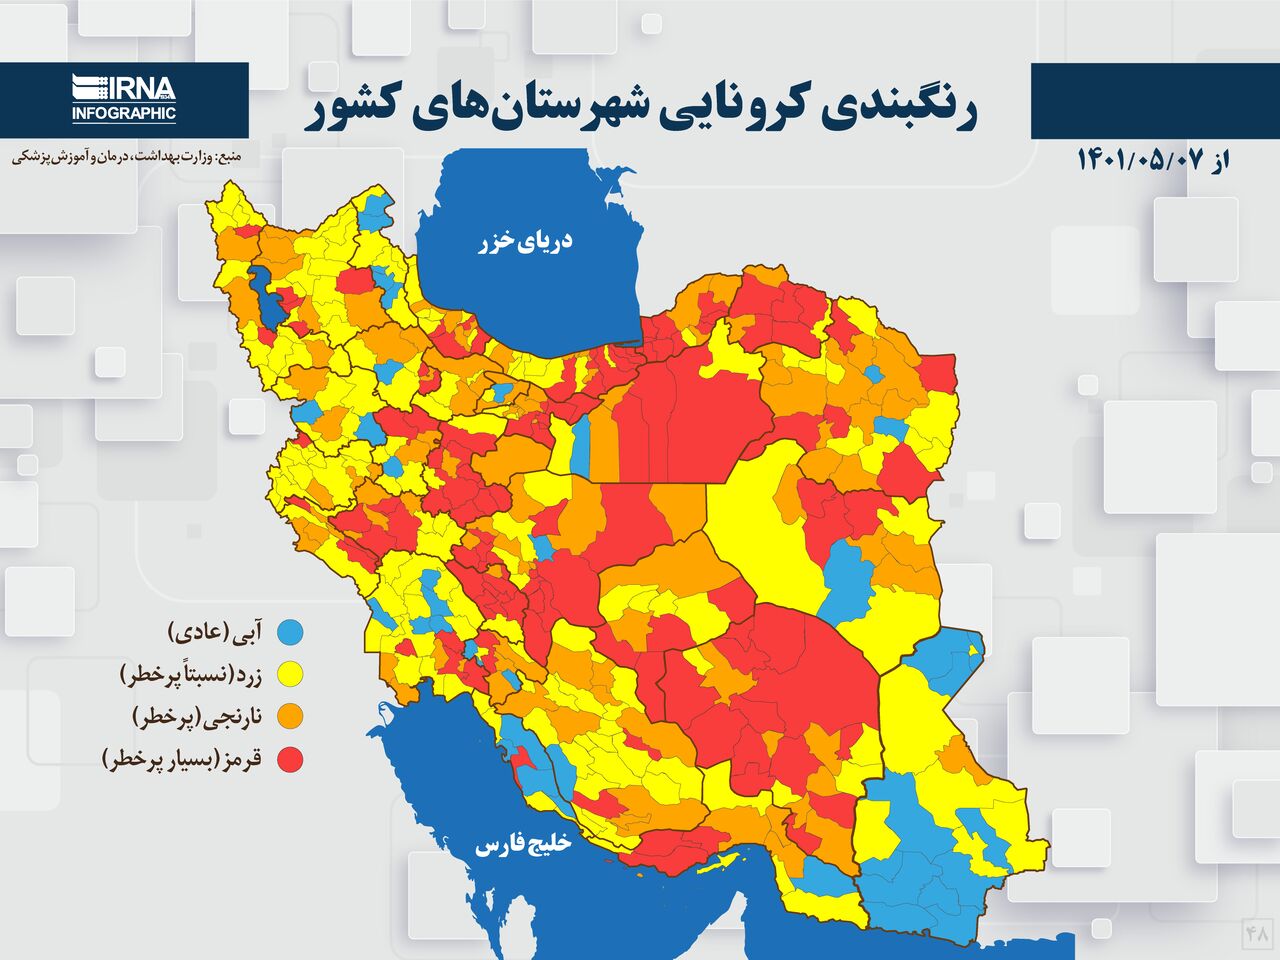 IRNA
INFOGRAPHIC
رنگبندی کرونایی شهرستان‌های کشور
منبع: وزارت بهداشت، درمان و آموزش پزشکی
از ۱۴۰۱/۰۵/۰۷
دریای خزر
آبی (عادی)
زرد (نسبتاً پرخطر)
نارنجی (پرخطر)
قرمز (بسیار پرخطر)
خلیج فارس
۴۸